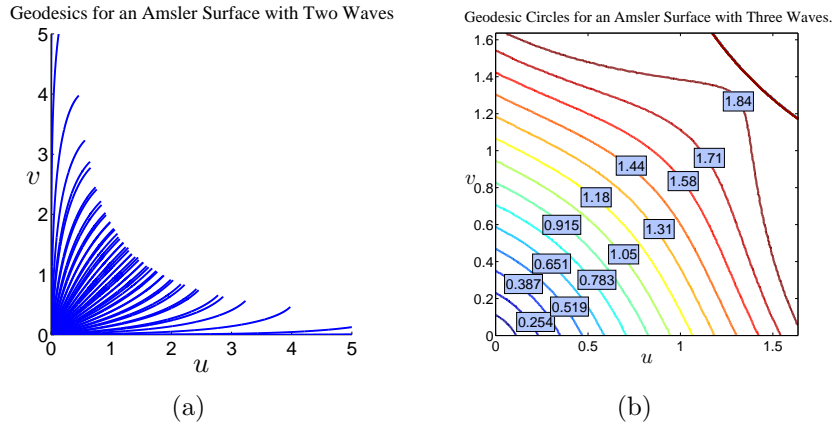 Geodesics for an Amsler Surface with Two Waves
5
4
3
v
2
1
0
0 1 2 3 4 5
u
(a)
Geodesic Circles for an Amsler Surface with Three Waves.
1.6
1.4
1.2
1
v
0.8
0.6
0.4
0.2
0
0 0.5 1 1.5
u
1.84
1.71
1.44
1.58
1.18
1.31
0.915
1.05
0.651
0.783
0.387
0.519
0.254
(b)